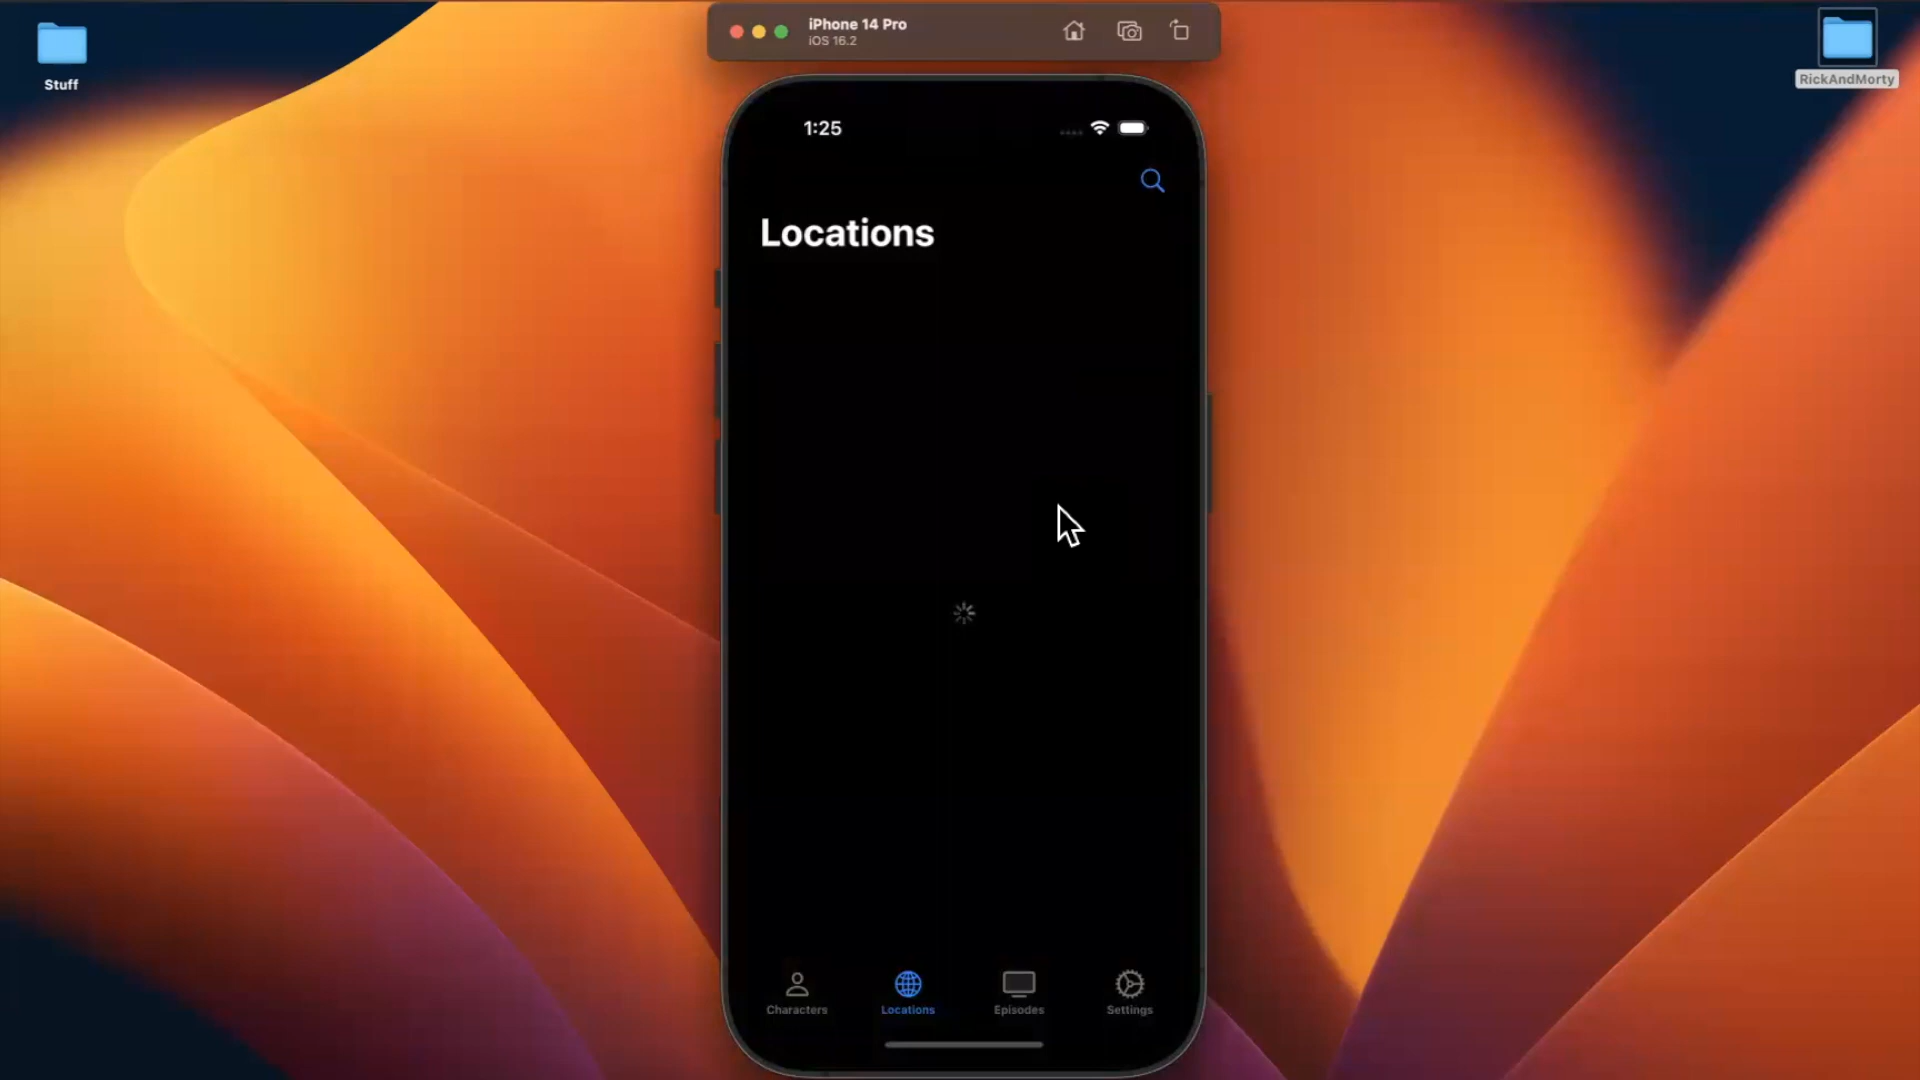 iPhone 14 Pro
iOS 16.2
Stuff
RickAndMorty
1:25
Locations
Characters
Locations
Episodes
Settings